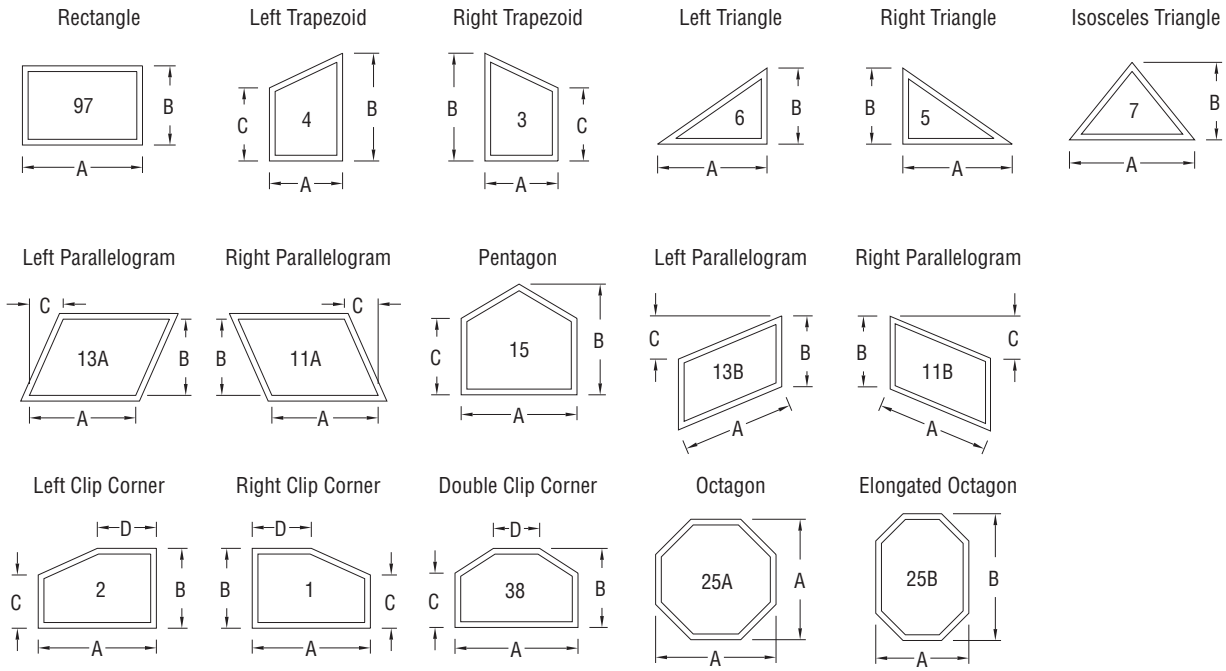 Rectangle Left Trapezoid Right Trapezoid Left Triangle Right Triangle Isosceles Triangle
97 B A
C 4 B A
B 3 C A
6 B A
B 5 A
7 B A
Left Parallelogram Right Parallelogram Pentagon Left Parallelogram Right Parallelogram
C 13A B A
C B 11A A
C 15 B A
C 13B B A
B 11B C A
Left Clip Corner Right Clip Corner Double Clip Corner Octagon Elongated Octagon
D C 2 B A
D B 1 C A
D C 38 B A
25A A A
25B B A